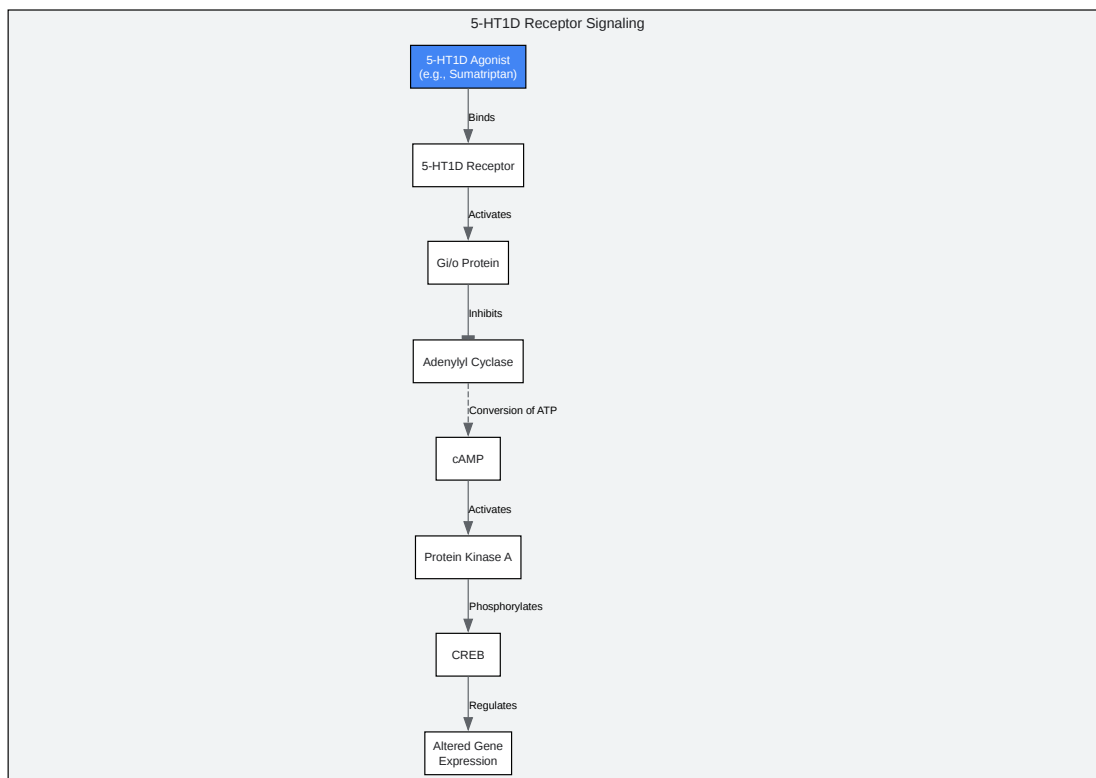 5-HT1D Receptor Signaling
5-HT1D Agonist
(e.g., Sumatriptan)
Binds
5-HT1D Receptor
Activates
Gi/o Protein
Inhibits
Adenylyl Cyclase
Conversion of ATP
cAMP
Activates
Protein Kinase A
Phosphorylates
CREB
Regulates
Altered Gene
Expression